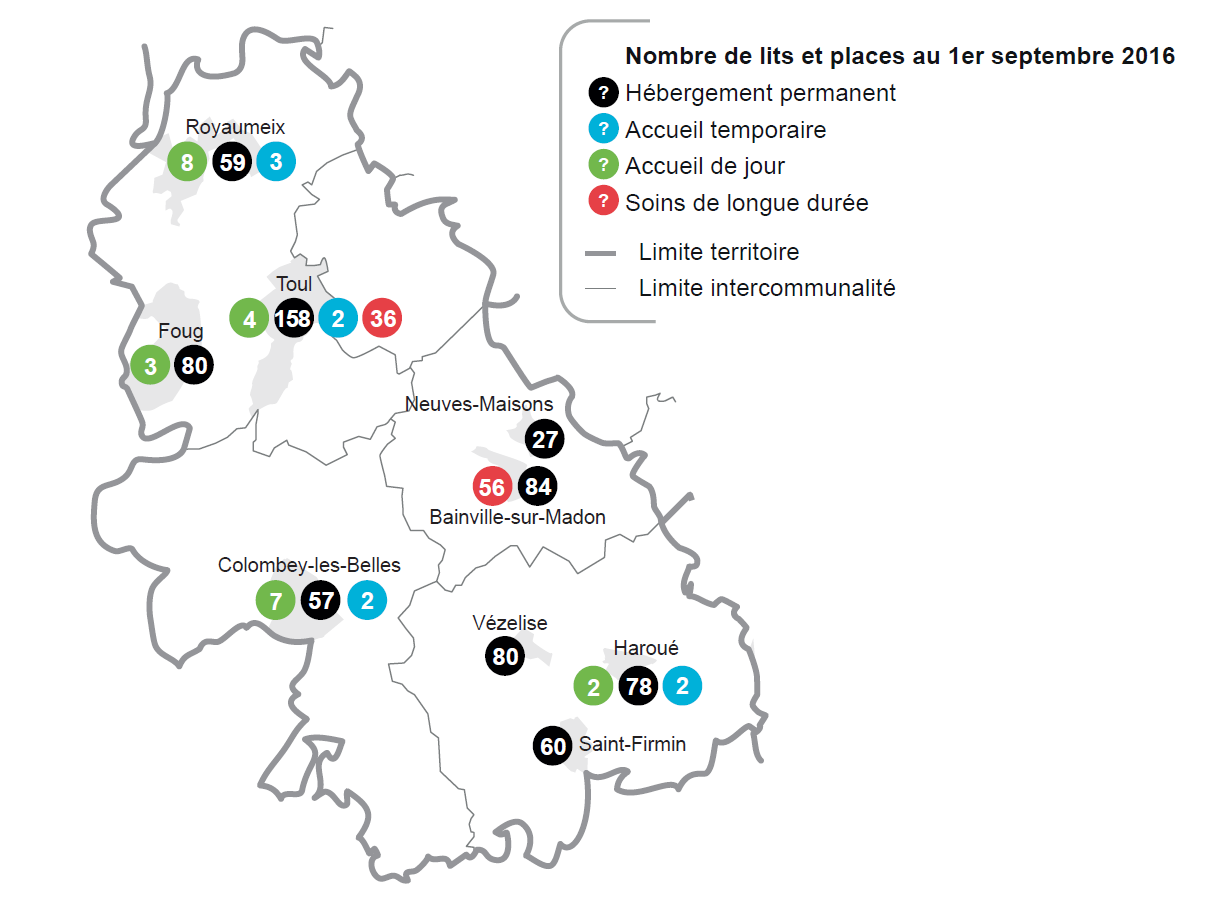 Nombre de lits et places au 1er septembre 2016
? Hébergement permanent
? Accueil temporaire
? Accueil de jour
? Soins de longue durée
Limite territoire
Limite intercommunalité
Royaumeix
8 59 3
Toul
4 158 2 36
Foug
3 80
Neuves-Maisons
27
56 84
Bainville-sur-Madon
Colombey-les-Belles
7 57 2
Vézelise
80
Haroué
2 78 2
60 Saint-Firmin